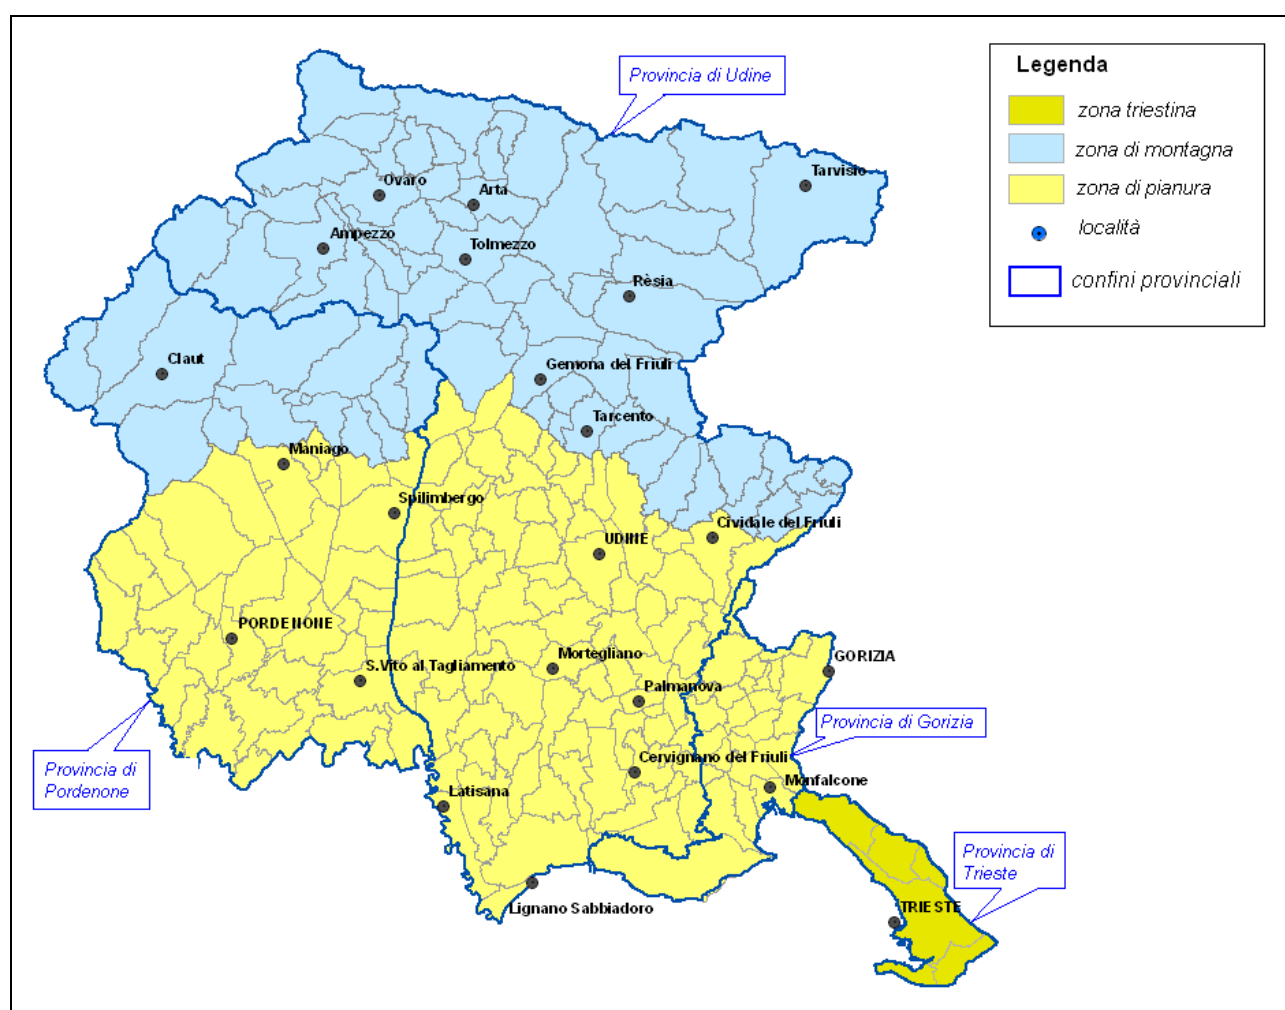 Provincia di Udine
Legenda
zona triestina
zona di montagna
zona di pianura
località
confini provinciali
Ovaro
Arta
Tarvisio
Ampezzo
Tolmezzo
Rèsia
Claut
Gemona del Friuli
Tarcento
Maniago
Spilimbergo
Cividale del Friuli
UDINE
PORDENONE
Mortegliano
GORIZIA
S.Vito al Tagliamento
Palmanova
Provincia di Gorizia
Provincia di
Pordenone
Cervignano del Friuli
Monfalcone
Latisana
Provincia di
Trieste
Lignano Sabbiadoro
TRIESTE